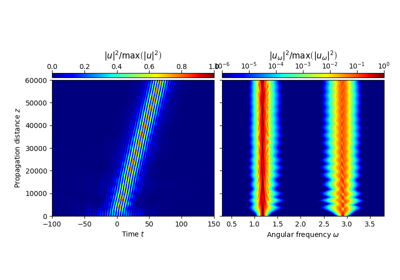 |u|²/max(|u|²)
|u_ω|²/max(|u_ω|²)
0.0 0.2 0.4 0.6 0.8 1.0
10⁻⁶ 10⁻⁵ 10⁻⁴ 10⁻³ 10⁻² 10⁻¹ 10⁰
60000
50000
40000
30000
20000
10000
0
Propagation distance z
−100 −50 0 50 100 150
0.5 1.0 1.5 2.0 2.5 3.0 3.5
Time t
Angular frequency ω